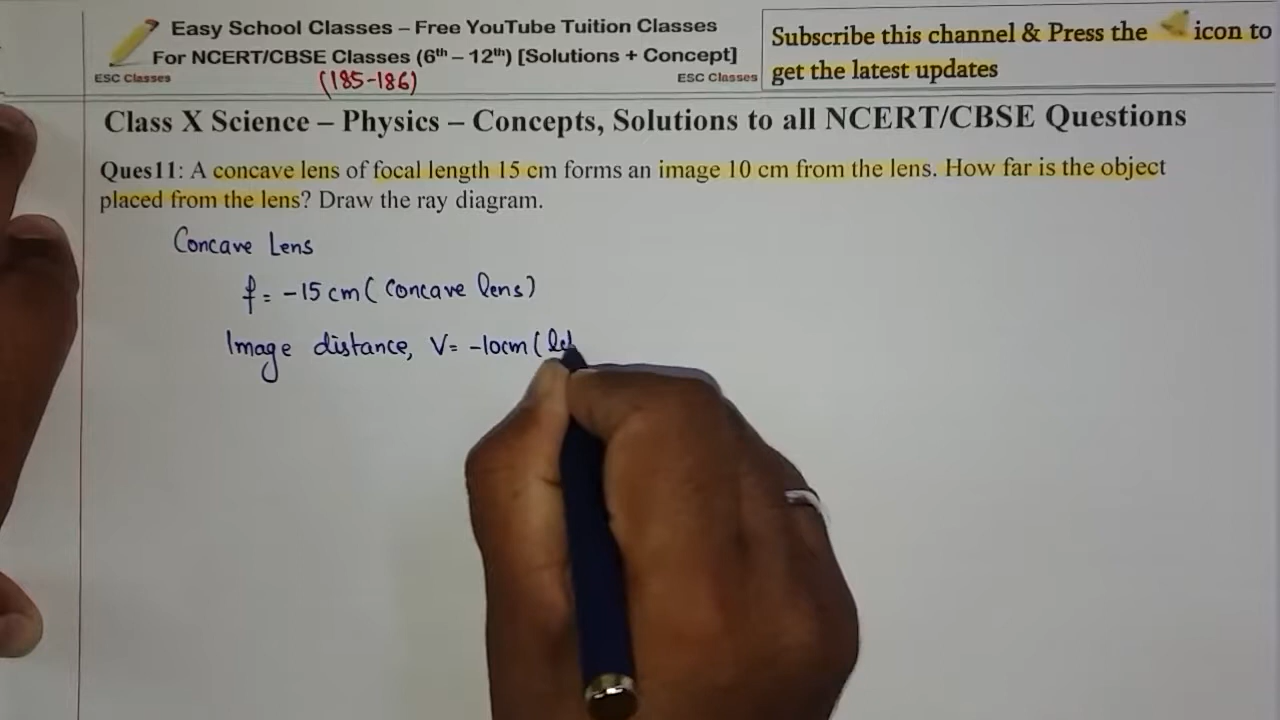 Easy School Classes – Free YouTube Tuition Classes
For NCERT/CBSE Classes (6th – 12th) [Solutions + Concept]
ESC Classes
(185-186)
ESC Classes
Subscribe this channel & Press the icon to
get the latest updates
Class X Science – Physics – Concepts, Solutions to all NCERT/CBSE Questions
Ques11: A concave lens of focal length 15 cm forms an image 10 cm from the lens. How far is the object
placed from the lens? Draw the ray diagram.
Concave Lens
f = -15 cm ( Concave lens)
Image distance, V= -10cm (